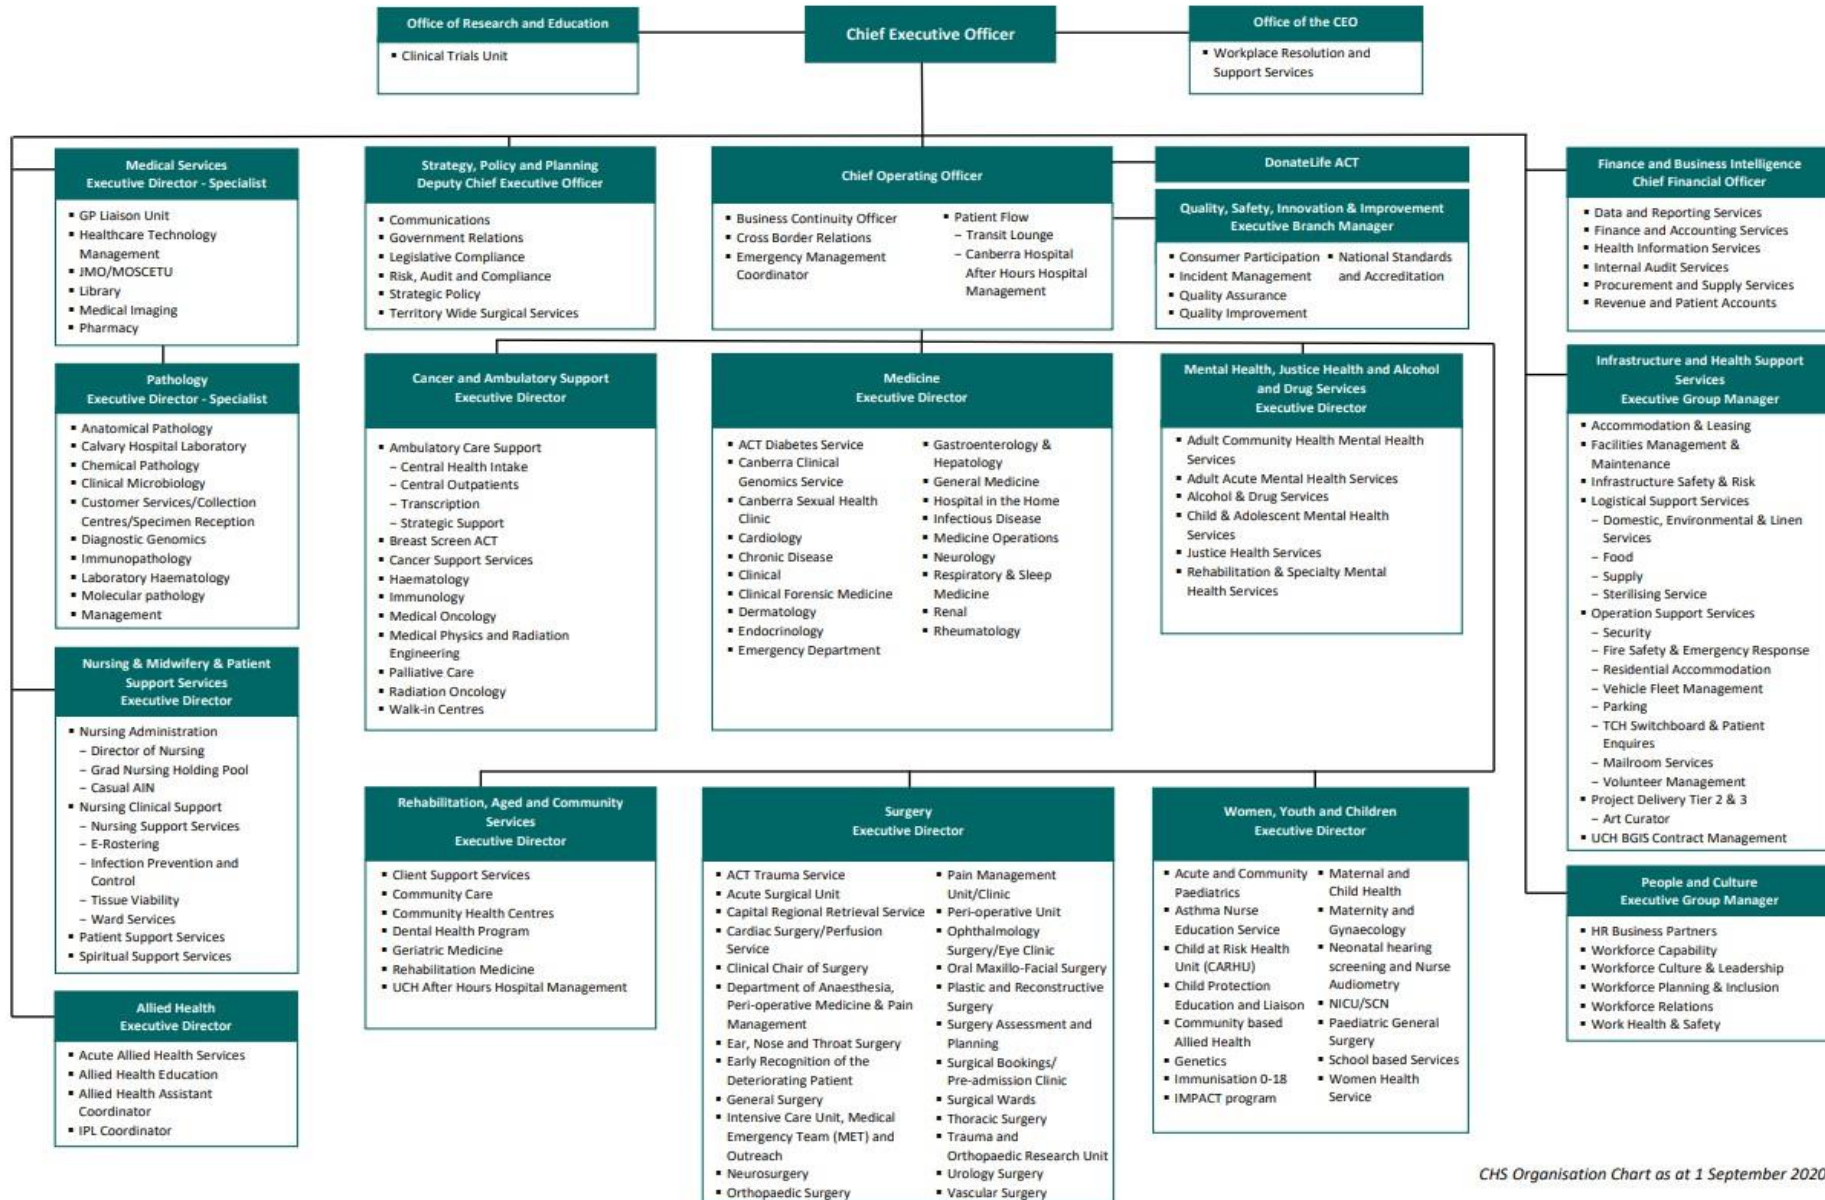 Office of Research and Education
▪ Clinical Trials Unit
Chief Executive Officer
Office of the CEO
▪ Workplace Resolution and
Support Services
Medical Services
Executive Director - Specialist
▪ GP Liaison Unit
▪ Healthcare Technology
Management
▪ JMO/MOSCETU
▪ Library
▪ Medical Imaging
▪ Pharmacy
Pathology
Executive Director - Specialist
▪ Anatomical Pathology
▪ Calvary Hospital Laboratory
▪ Chemical Pathology
▪ Clinical Microbiology
▪ Customer Services/Collection
Centres/Specimen Reception
▪ Diagnostic Genomics
▪ Immunopathology
▪ Laboratory Haematology
▪ Molecular pathology
▪ Management
Nursing & Midwifery & Patient
Support Services
Executive Director
▪ Nursing Administration
– Director of Nursing
– Grad Nursing Holding Pool
– Casual AIN
▪ Nursing Clinical Support
– Nursing Support Services
– E-Rostering
– Infection Prevention and
Control
– Tissue Viability
– Ward Services
▪ Patient Support Services
▪ Spiritual Support Services
Allied Health
Executive Director
▪ Acute Allied Health Services
▪ Allied Health Education
▪ Allied Health Assistant
Coordinator
▪ IPL Coordinator
Strategy, Policy and Planning
Deputy Chief Executive Officer
▪ Communications
▪ Government Relations
▪ Legislative Compliance
▪ Risk, Audit and Compliance
▪ Strategic Policy
▪ Territory Wide Surgical Services
Chief Operating Officer
▪ Business Continuity Officer
▪ Cross Border Relations
▪ Emergency Management
Coordinator
▪ Patient Flow
– Transit Lounge
– Canberra Hospital
After Hours Hospital
Management
DonateLife ACT
Quality, Safety, Innovation & Improvement
Executive Branch Manager
▪ Consumer Participation
▪ Incident Management
▪ Quality Assurance
▪ Quality Improvement
▪ National Standards
and Accreditation
Cancer and Ambulatory Support
Executive Director
▪ Ambulatory Care Support
– Central Health Intake
– Central Outpatients
– Transcription
– Strategic Support
▪ Breast Screen ACT
▪ Cancer Support Services
▪ Haematology
▪ Immunology
▪ Medical Oncology
▪ Medical Physics and Radiation
Engineering
▪ Palliative Care
▪ Radiation Oncology
▪ Walk-in Centres
Medicine
Executive Director
▪ ACT Diabetes Service
▪ Canberra Clinical
Genomics Service
▪ Canberra Sexual Health
Clinic
▪ Cardiology
▪ Chronic Disease
▪ Clinical
▪ Clinical Forensic Medicine
▪ Dermatology
▪ Endocrinology
▪ Emergency Department
▪ Gastroenterology &
Hepatology
▪ General Medicine
▪ Hospital in the Home
▪ Infectious Disease
▪ Medicine Operations
▪ Neurology
▪ Respiratory & Sleep
Medicine
▪ Renal
▪ Rheumatology
Mental Health, Justice Health and Alcohol
and Drug Services
Executive Director
▪ Adult Community Health Mental Health
Services
▪ Adult Acute Mental Health Services
▪ Alcohol & Drug Services
▪ Child & Adolescent Mental Health
Services
▪ Justice Health Services
▪ Rehabilitation & Specialty Mental
Health Services
Rehabilitation, Aged and Community
Services
Executive Director
▪ Client Support Services
▪ Community Care
▪ Community Health Centres
▪ Dental Health Program
▪ Geriatric Medicine
▪ Rehabilitation Medicine
▪ UCH After Hours Hospital Management
Surgery
Executive Director
▪ ACT Trauma Service
▪ Acute Surgical Unit
▪ Capital Regional Retrieval Service
▪ Cardiac Surgery/Perfusion
Service
▪ Clinical Chair of Surgery
▪ Department of Anaesthesia,
Peri-operative Medicine & Pain
Management
▪ Ear, Nose and Throat Surgery
▪ Early Recognition of the
Deteriorating Patient
▪ General Surgery
▪ Intensive Care Unit, Medical
Emergency Team (MET) and
Outreach
▪ Neurosurgery
▪ Orthopaedic Surgery
▪ Pain Management
Unit/Clinic
▪ Peri-operative Unit
▪ Ophthalmology
Surgery/Eye Clinic
▪ Oral Maxillo-Facial Surgery
▪ Plastic and Reconstructive
Surgery
▪ Surgery Assessment and
Planning
▪ Surgical Bookings/
Pre-admission Clinic
▪ Surgical Wards
▪ Thoracic Surgery
▪ Trauma and
Orthopaedic Research Unit
▪ Urology Surgery
▪ Vascular Surgery
Women, Youth and Children
Executive Director
▪ Acute and Community
Paediatrics
▪ Asthma Nurse
Education Service
▪ Child at Risk Health
Unit (CARHU)
▪ Child Protection
Education and Liaison
▪ Community based
Allied Health
▪ Genetics
▪ Immunisation 0-18
▪ IMPACT program
▪ Maternal and
Child Health
▪ Maternity and
Gynaecology
▪ Neonatal hearing
screening and Nurse
Audiometry
▪ NICU/SCN
▪ Paediatric General
Surgery
▪ School based Services
▪ Women Health
Service
Finance and Business Intelligence
Chief Financial Officer
▪ Data and Reporting Services
▪ Finance and Accounting Services
▪ Health Information Services
▪ Internal Audit Services
▪ Procurement and Supply Services
▪ Revenue and Patient Accounts
Infrastructure and Health Support
Services
Executive Group Manager
▪ Accommodation & Leasing
▪ Facilities Management &
Maintenance
▪ Infrastructure Safety & Risk
▪ Logistical Support Services
– Domestic, Environmental & Linen
Services
– Food
– Supply
– Sterilising Service
▪ Operation Support Services
– Security
– Fire Safety & Emergency Response
– Residential Accommodation
– Vehicle Fleet Management
– Parking
– TCH Switchboard & Patient
Enquires
– Mailroom Services
– Volunteer Management
▪ Project Delivery Tier 2 & 3
– Art Curator
▪ UCH BGIS Contract Management
People and Culture
Executive Group Manager
▪ HR Business Partners
▪ Workforce Capability
▪ Workforce Culture & Leadership
▪ Workforce Planning & Inclusion
▪ Workforce Relations
▪ Work Health & Safety
CHS Organisation Chart as at 1 September 2020